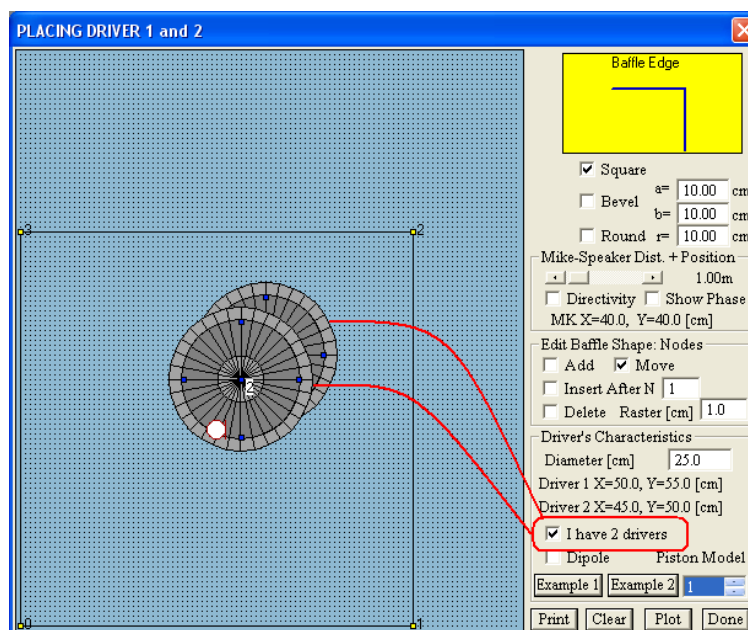 PLACING DRIVER 1 and 2
Baffle Edge
Square
Bevel a= 10.00 cm
b= 10.00 cm
Round r= 10.00 cm
Mike-Speaker Dist. + Position
1.00m
Directivity Show Phase
MK X=40.0, Y=40.0 [cm]
Edit Baffle Shape: Nodes
Add Move
Insert After N 1
Delete Raster [cm] 1.0
Driver's Characteristics
Diameter [cm] 25.0
Driver 1 X=50.0, Y=55.0 [cm]
Driver 2 X=45.0, Y=50.0 [cm]
I have 2 drivers
Dipole Piston Model
Example 1 Example 2 1
Print Clear Plot Done
3 2
2
0 1